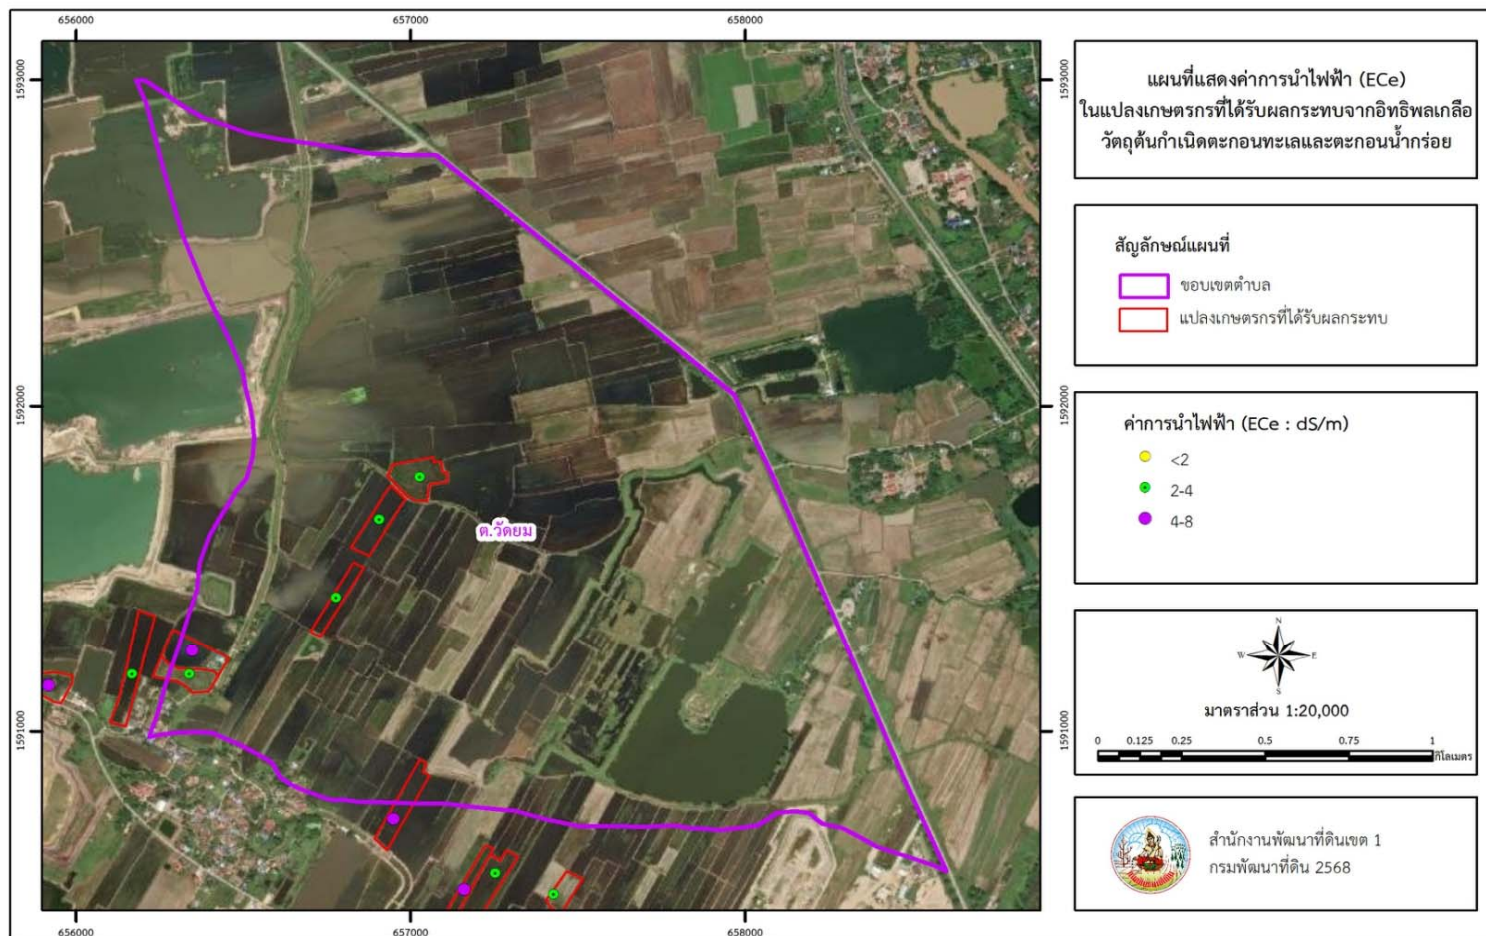 656000 657000 658000
1593000 1593000
1592000 1592000
1591000 1591000
ต.วัดยม
656000 657000 658000
แผนที่แสดงค่าการนำไฟฟ้า (ECe)
ในแปลงเกษตรกรที่ได้รับผลกระทบจากอิทธิพลเกลือ
วัตถุต้นกำเนิดตะกอนทะเลและตะกอนน้ำกร่อย
สัญลักษณ์แผนที่
ขอบเขตตำบล
แปลงเกษตรกรที่ได้รับผลกระทบ
ค่าการนำไฟฟ้า (ECe : dS/m)
<2
2-4
4-8
N
W E
S
มาตราส่วน 1:20,000
0 0.125 0.25 0.5 0.75 1
กิโลเมตร
สำนักงานพัฒนาที่ดินเขต 1
กรมพัฒนาที่ดิน 2568